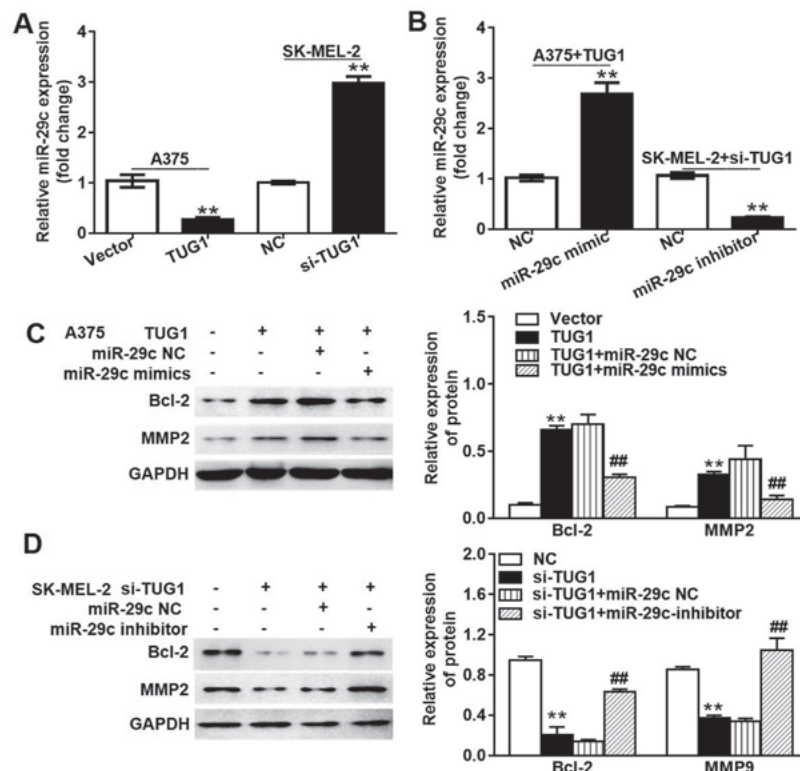 A
Relative miR-29c expression
(fold change)
4
3
2
1
0
SK-MEL-2
**
A375
**
Vector
TUG1
NC
si-TUG1
B
Relative miR-29c expression
(fold change)
4
3
2
1
0
A375+TUG1
**
SK-MEL-2+si-TUG1
**
NC
miR-29c mimic
NC
miR-29c inhibitor
C
A375 TUG1 - + + +
miR-29c NC - - + -
miR-29c mimics - - - +
Bcl-2
MMP2
GAPDH
Relative expression
of protein
1.5
1.0
0.5
0.0
Vector
TUG1
TUG1+miR-29c NC
TUG1+miR-29c mimics
** ## ** ##
Bcl-2 MMP2
D
SK-MEL-2 si-TUG1 - + + +
miR-29c NC - - + -
miR-29c inhibitor - - - +
Bcl-2
MMP2
GAPDH
Relative expression
of protein
2.0
1.6
1.2
0.8
0.4
0.0
NC
si-TUG1
si-TUG1+miR-29c NC
si-TUG1+miR-29c-inhibitor
** ## ** ##
Bcl-2 MMP9